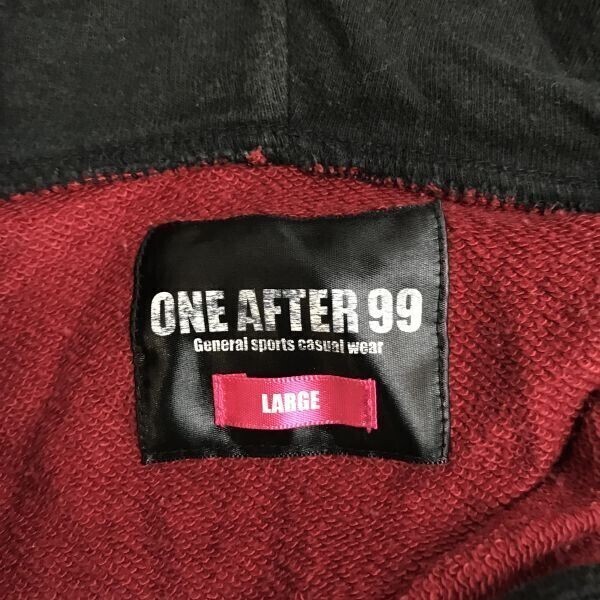 ONE AFTER 99
General sports casual wear
LARGE